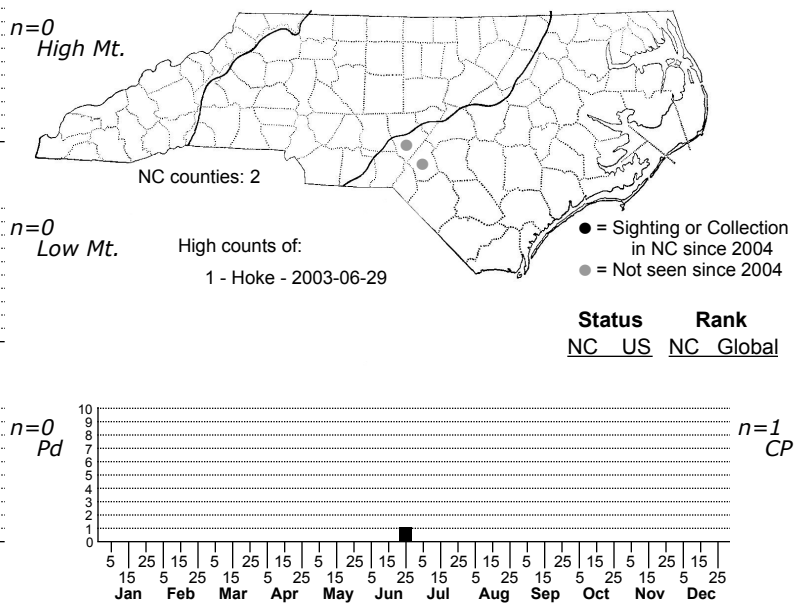 n=0
High Mt.
NC counties: 2
n=0
Low Mt.
High counts of:
1 - Hoke - 2003-06-29
● = Sighting or Collection
in NC since 2004
● = Not seen since 2004
Status Rank
NC US NC Global
n=0
Pd
n=1
CP
10
9
8
7
6
5
4
3
2
1
0
5 15 25 5 15 25 5 15 25 5 15 25 5 15 25 5 15 25
15 5 25 15 5 25 15 5 25 15 5 25 15 5 25 15 5 25
Jan Feb Mar Apr May Jun Jul Aug Sep Oct Nov Dec